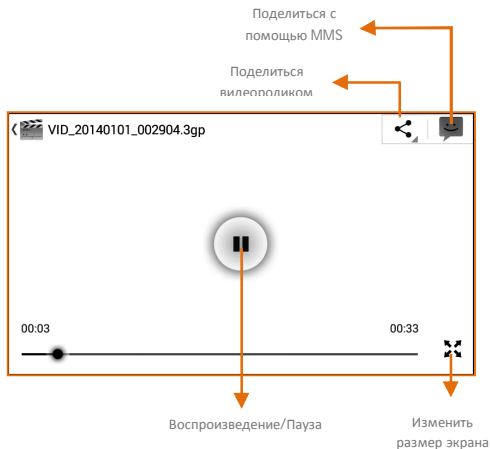 Поделиться с
помощью MMS
Поделиться
видеороликом
VID_20140101_002904.3gp
00:03
00:33
Воспроизведение/Пауза
Изменить
размер экрана